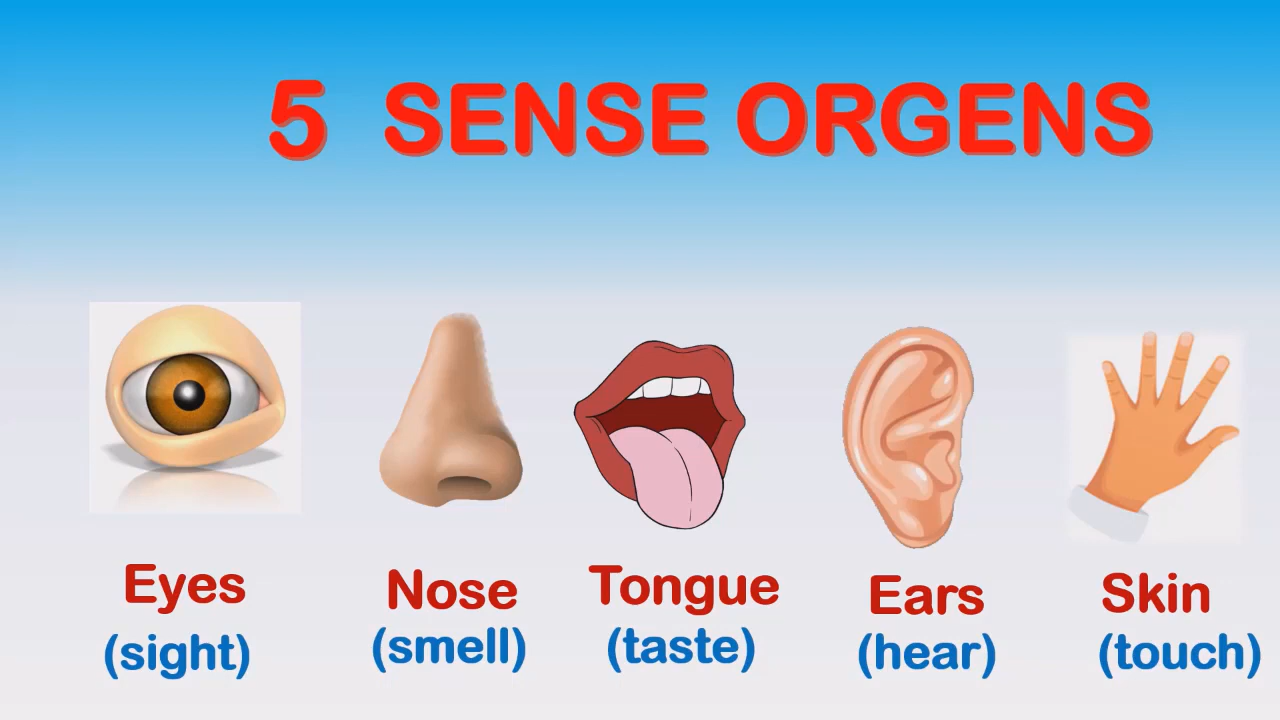 5 SENSE ORGENS
Eyes
(sight)
Nose
(smell)
Tongue
(taste)
Ears
(hear)
Skin
(touch)